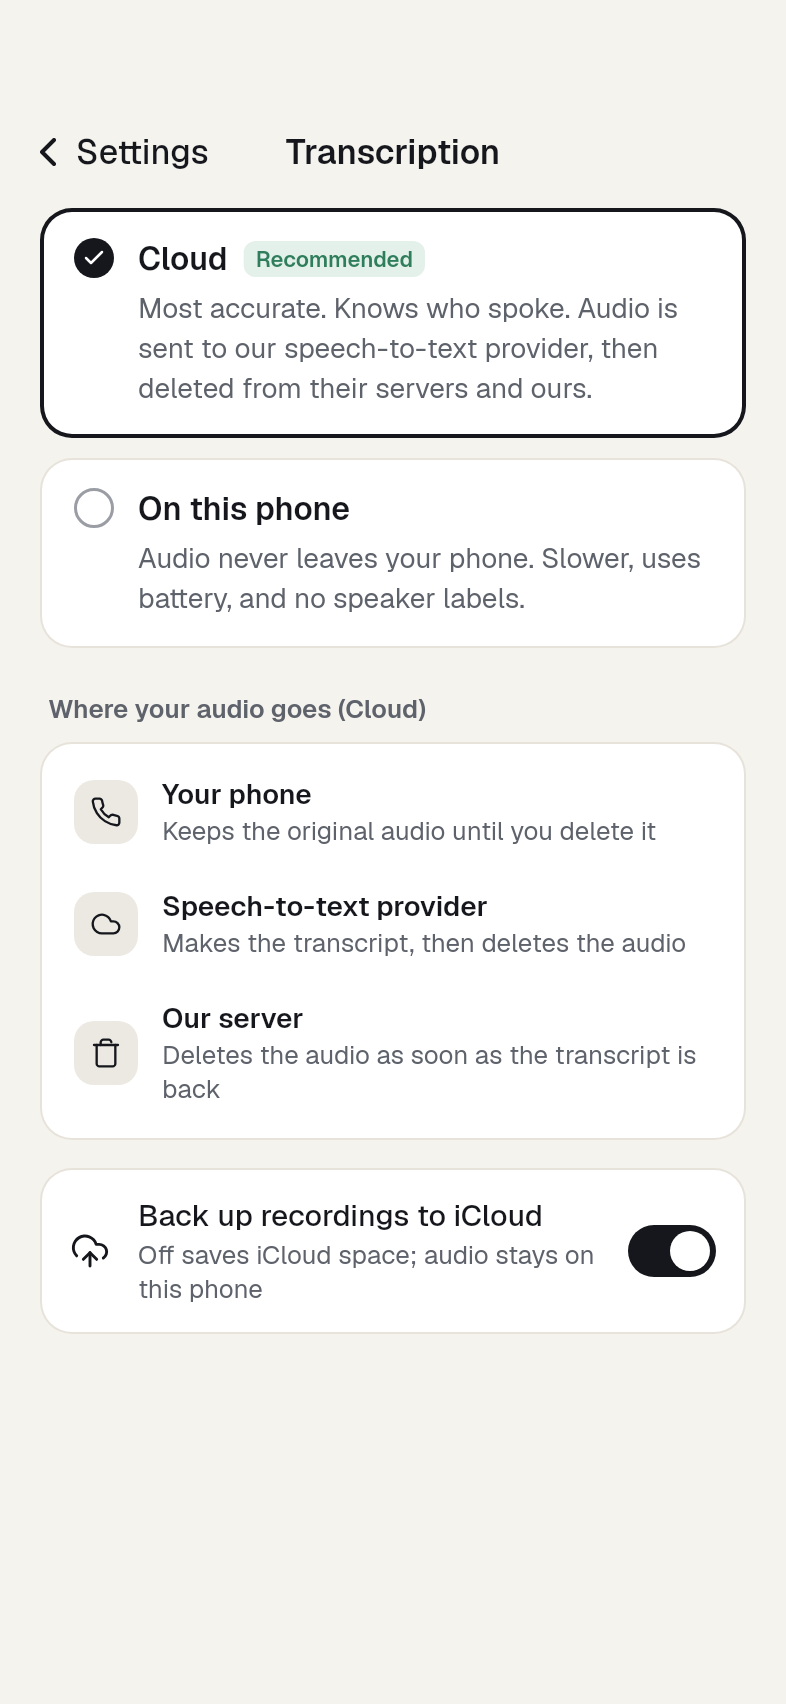 Settings
Transcription
Cloud Recommended
Most accurate. Knows who spoke. Audio is
sent to our speech-to-text provider, then
deleted from their servers and ours.
On this phone
Audio never leaves your phone. Slower, uses
battery, and no speaker labels.
Where your audio goes (Cloud)
Your phone
Keeps the original audio until you delete it
Speech-to-text provider
Makes the transcript, then deletes the audio
Our server
Deletes the audio as soon as the transcript is
back
Back up recordings to iCloud
Off saves iCloud space; audio stays on
this phone